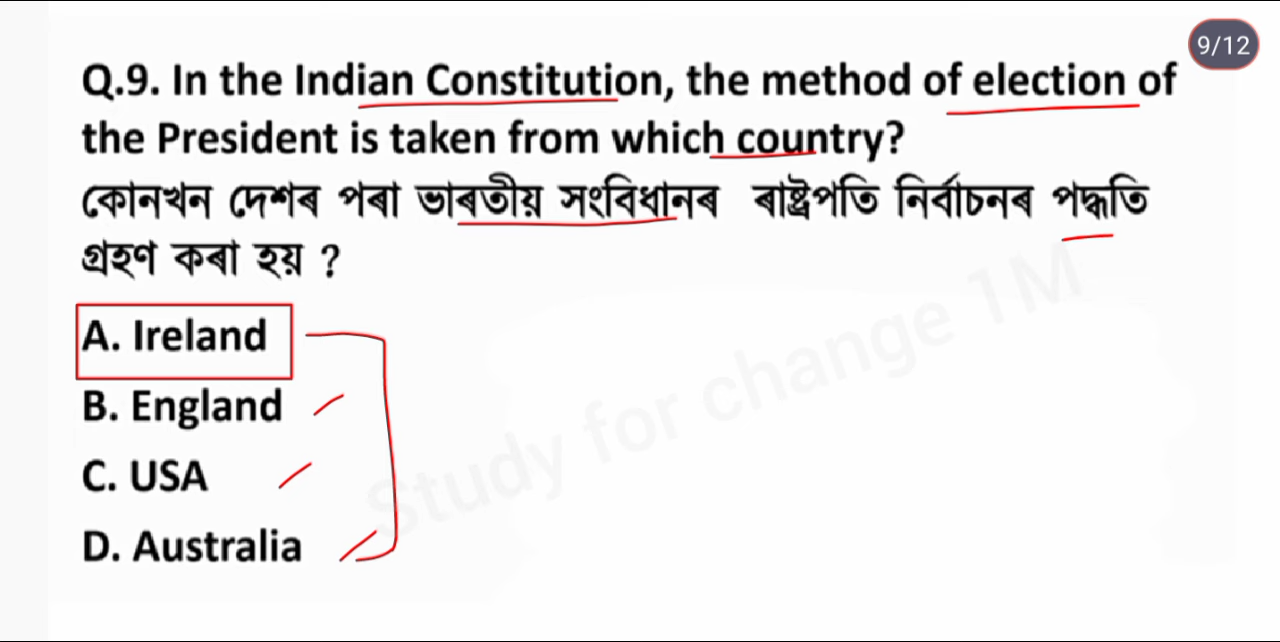 9/12
Q.9. In the Indian Constitution, the method of election of
the President is taken from which country?
কোনখন দেশৰ পৰা ভাৰতীয় সংবিধানৰ ৰাষ্ট্ৰপতি নিৰ্বাচনৰ পদ্ধতি
গ্ৰহণ কৰা হয় ?
A. Ireland
B. England
C. USA
D. Australia
Study for change 1M